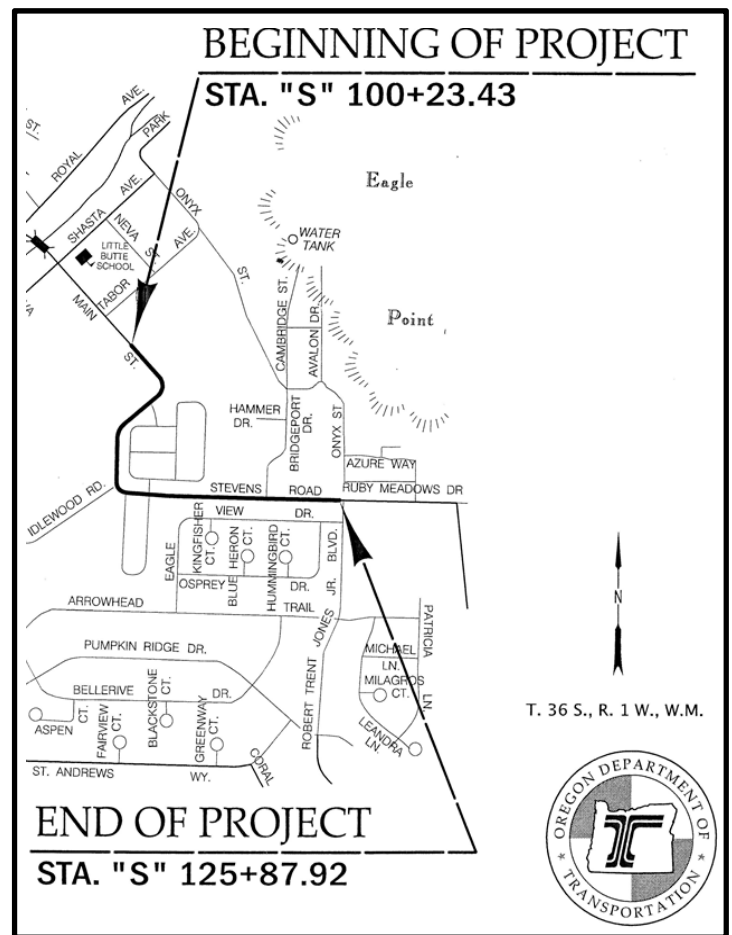 BEGINNING OF PROJECT
STA. "S" 100+23.43
AVE.
PARK
ST.
ROYAL
AVE.
SHASTA
ONYX
ST.
NEVA
ST.
AVE.
TABOR
LITTLE
BUTTE
SCHOOL
MAIN
ST.
Eagle
WATER
TANK
Point
CAMBRIDGE ST.
AVALON DR.
HAMMER
DR.
BRIDGEPORT
DR.
ONYX ST
AZURE WAY
STEVENS ROAD
RUBY MEADOWS DR
IDLEWOOD RD.
VIEW DR.
EAGLE
KINGFISHER
CT.
BLUE HERON
CT.
HUMMINGBIRD
CT.
OSPREY DR.
ROBERT TRENT JONES JR. BLVD.
ARROWHEAD TRAIL
PATRICIA LN.
PUMPKIN RIDGE DR.
MICHAEL
LN.
MILAGROS
CT.
LEANDRA
LN.
BELLERIVE DR.
ASPEN CT.
FAIRVIEW
CT.
BLACKSTONE
CT.
GREENWAY
CT.
CORAL
ST. ANDREWS WY.
N
T. 36 S., R. 1 W., W.M.
END OF PROJECT
STA. "S" 125+87.92
OREGON DEPARTMENT OF
TRANSPORTATION